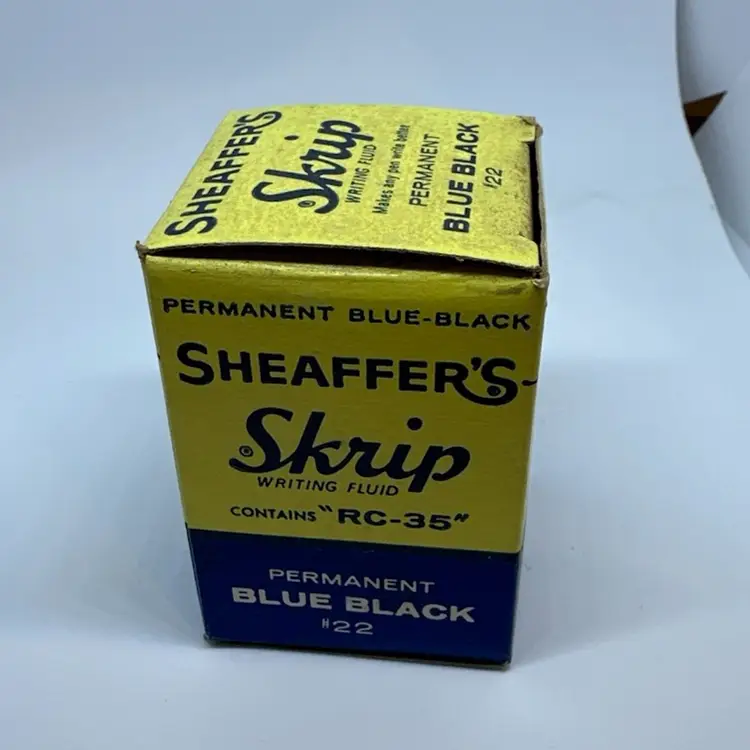 SHEAFFER'S
® Skrip
WRITING FLUID
Makes any pen write better
PERMANENT
BLUE BLACK
#22
PERMANENT BLUE-BLACK
SHEAFFER'S
® Skrip
WRITING FLUID
CONTAINS "RC-35"
PERMANENT
BLUE BLACK
#22